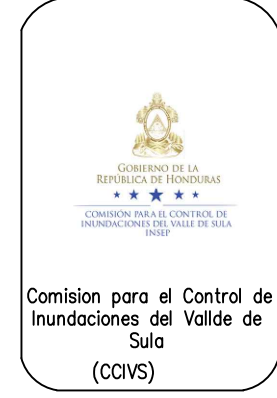 GOBIERNO DE LA
REPÚBLICA DE HONDURAS
COMISIÓN PARA EL CONTROL DE
INUNDACIONES DEL VALLE DE SULA
INSEP
Comision para el Control de
Inundaciones del Vallde de
Sula
(CCIVS)